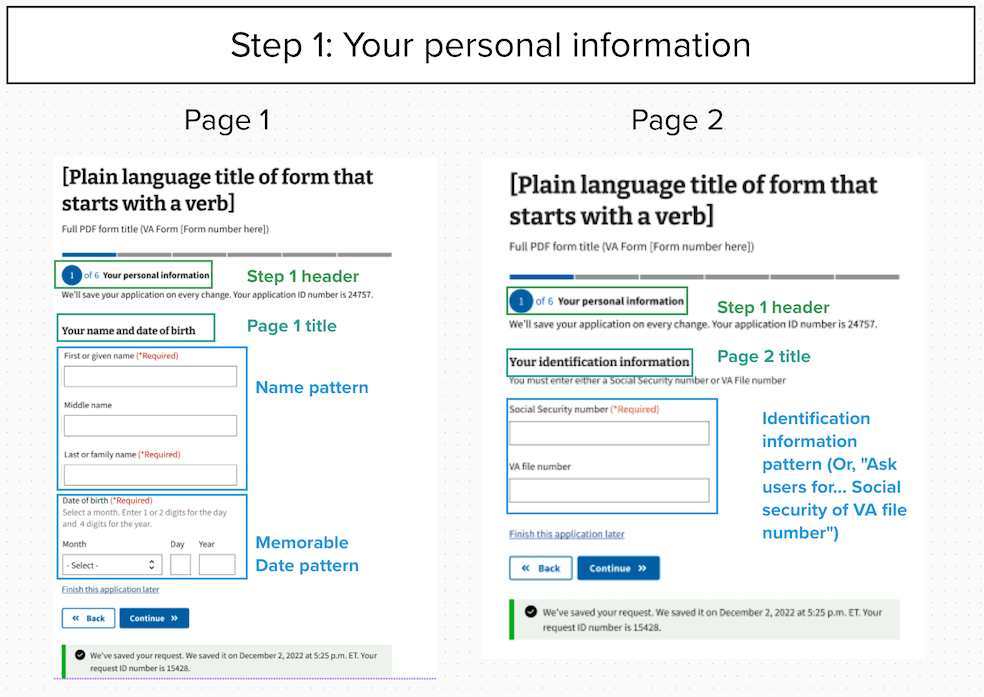 Step 1: Your personal information
Page 1
[Plain language title of form that
starts with a verb]
Full PDF form title (VA Form [Form number here])
1 of 6 Your personal information
Step 1 header
We'll save your application on every change. Your application ID number is 24757.
Your name and date of birth
Page 1 title
First or given name (*Required)
Name pattern
Middle name
Last or family name (*Required)
Date of birth (*Required)
Select a month. Enter 1 or 2 digits for the day
and 4 digits for the year.
Month Day Year
- Select -
Memorable
Date pattern
Finish this application later
« Back Continue »
We've saved your request. We saved it on December 2, 2022 at 5:25 p.m. ET. Your
request ID number is 15428.
Page 2
[Plain language title of form that
starts with a verb]
Full PDF form title (VA Form [Form number here])
1 of 6 Your personal information
Step 1 header
We'll save your application on every change. Your application ID number is 24757.
Your identification information
Page 2 title
You must enter either a Social Security number or VA File number
Social Security number (*Required)
VA file number
Identification
information
pattern (Or, "Ask
users for... Social
security of VA file
number")
Finish this application later
« Back Continue »
We've saved your request. We saved it on December 2, 2022 at 5:25 p.m. ET. Your
request ID number is 15428.